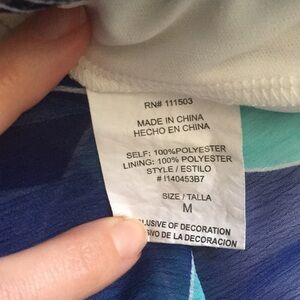 RN# 111503
MADE IN CHINA
HECHO EN CHINA
SELF: 100%POLYESTER
LINING: 100% POLYESTER
STYLE / ESTILO
# I140453B7
SIZE / TALLA
M
LUSIVE OF DECORATION
SIVO DE LA DECORACION